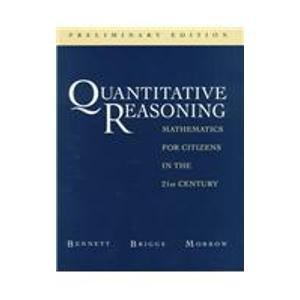 PRELIMINARY EDITION
QUANTITATIVE
REASONING
MATHEMATICS
FOR CITIZENS
IN THE
21ST CENTURY
BENNETT BRIGGS MORROW